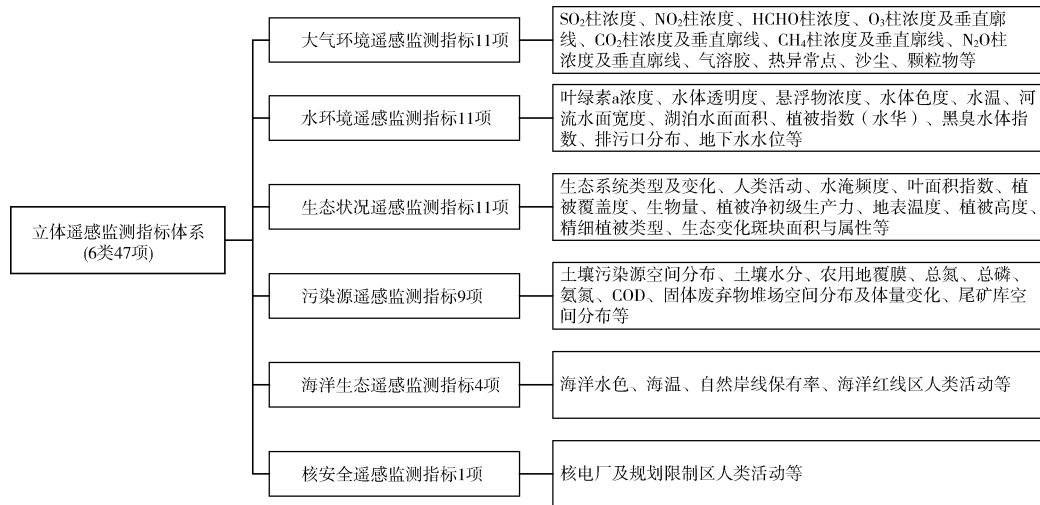 立体遥感监测指标体系
(6类47项)
大气环境遥感监测指标11项
SO₂柱浓度、NO₂柱浓度、HCHO柱浓度、O₃柱浓度及垂直廓
线、CO₂柱浓度及垂直廓线、CH₄柱浓度及垂直廓线、N₂O柱
浓度及垂直廓线、气溶胶、热异常点、沙尘、颗粒物等
水环境遥感监测指标11项
叶绿素a浓度、水体透明度、悬浮物浓度、水体色度、水温、河
流水面宽度、湖泊水面面积、植被指数（水华）、黑臭水体指
数、排污口分布、地下水水位等
生态状况遥感监测指标11项
生态系统类型及变化、人类活动、水淹频度、叶面积指数、植
被覆盖度、生物量、植被净初级生产力、地表温度、植被高度、
精细植被类型、生态变化斑块面积与属性等
污染源遥感监测指标9项
土壤污染源空间分布、土壤水分、农用地覆膜、总氮、总磷、
氨氮、COD、固体废弃物堆场空间分布及体量变化、尾矿库空
间分布等
海洋生态遥感监测指标4项
海洋水色、海温、自然岸线保有率、海洋红线区人类活动等
核安全遥感监测指标1项
核电厂及规划限制区人类活动等